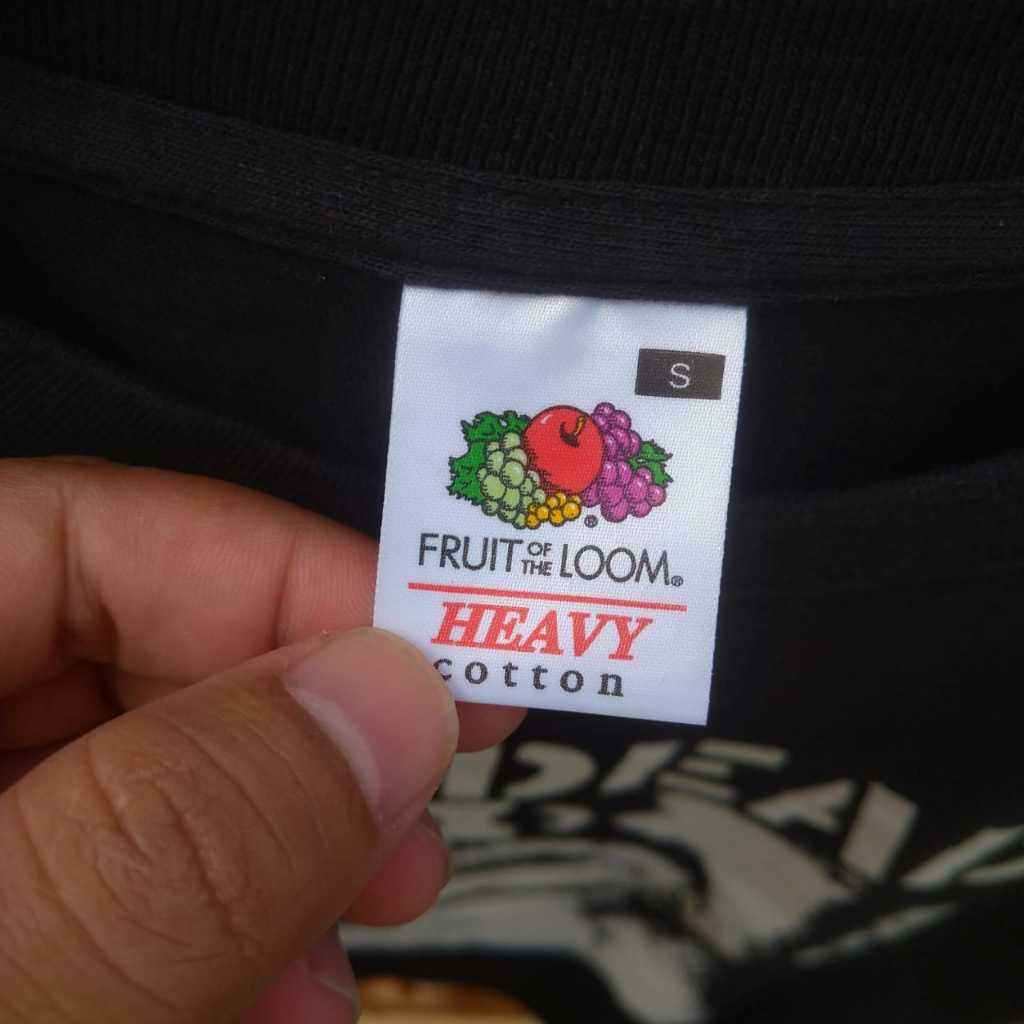 S
FRUIT OF THE LOOM®
HEAVY
cotton